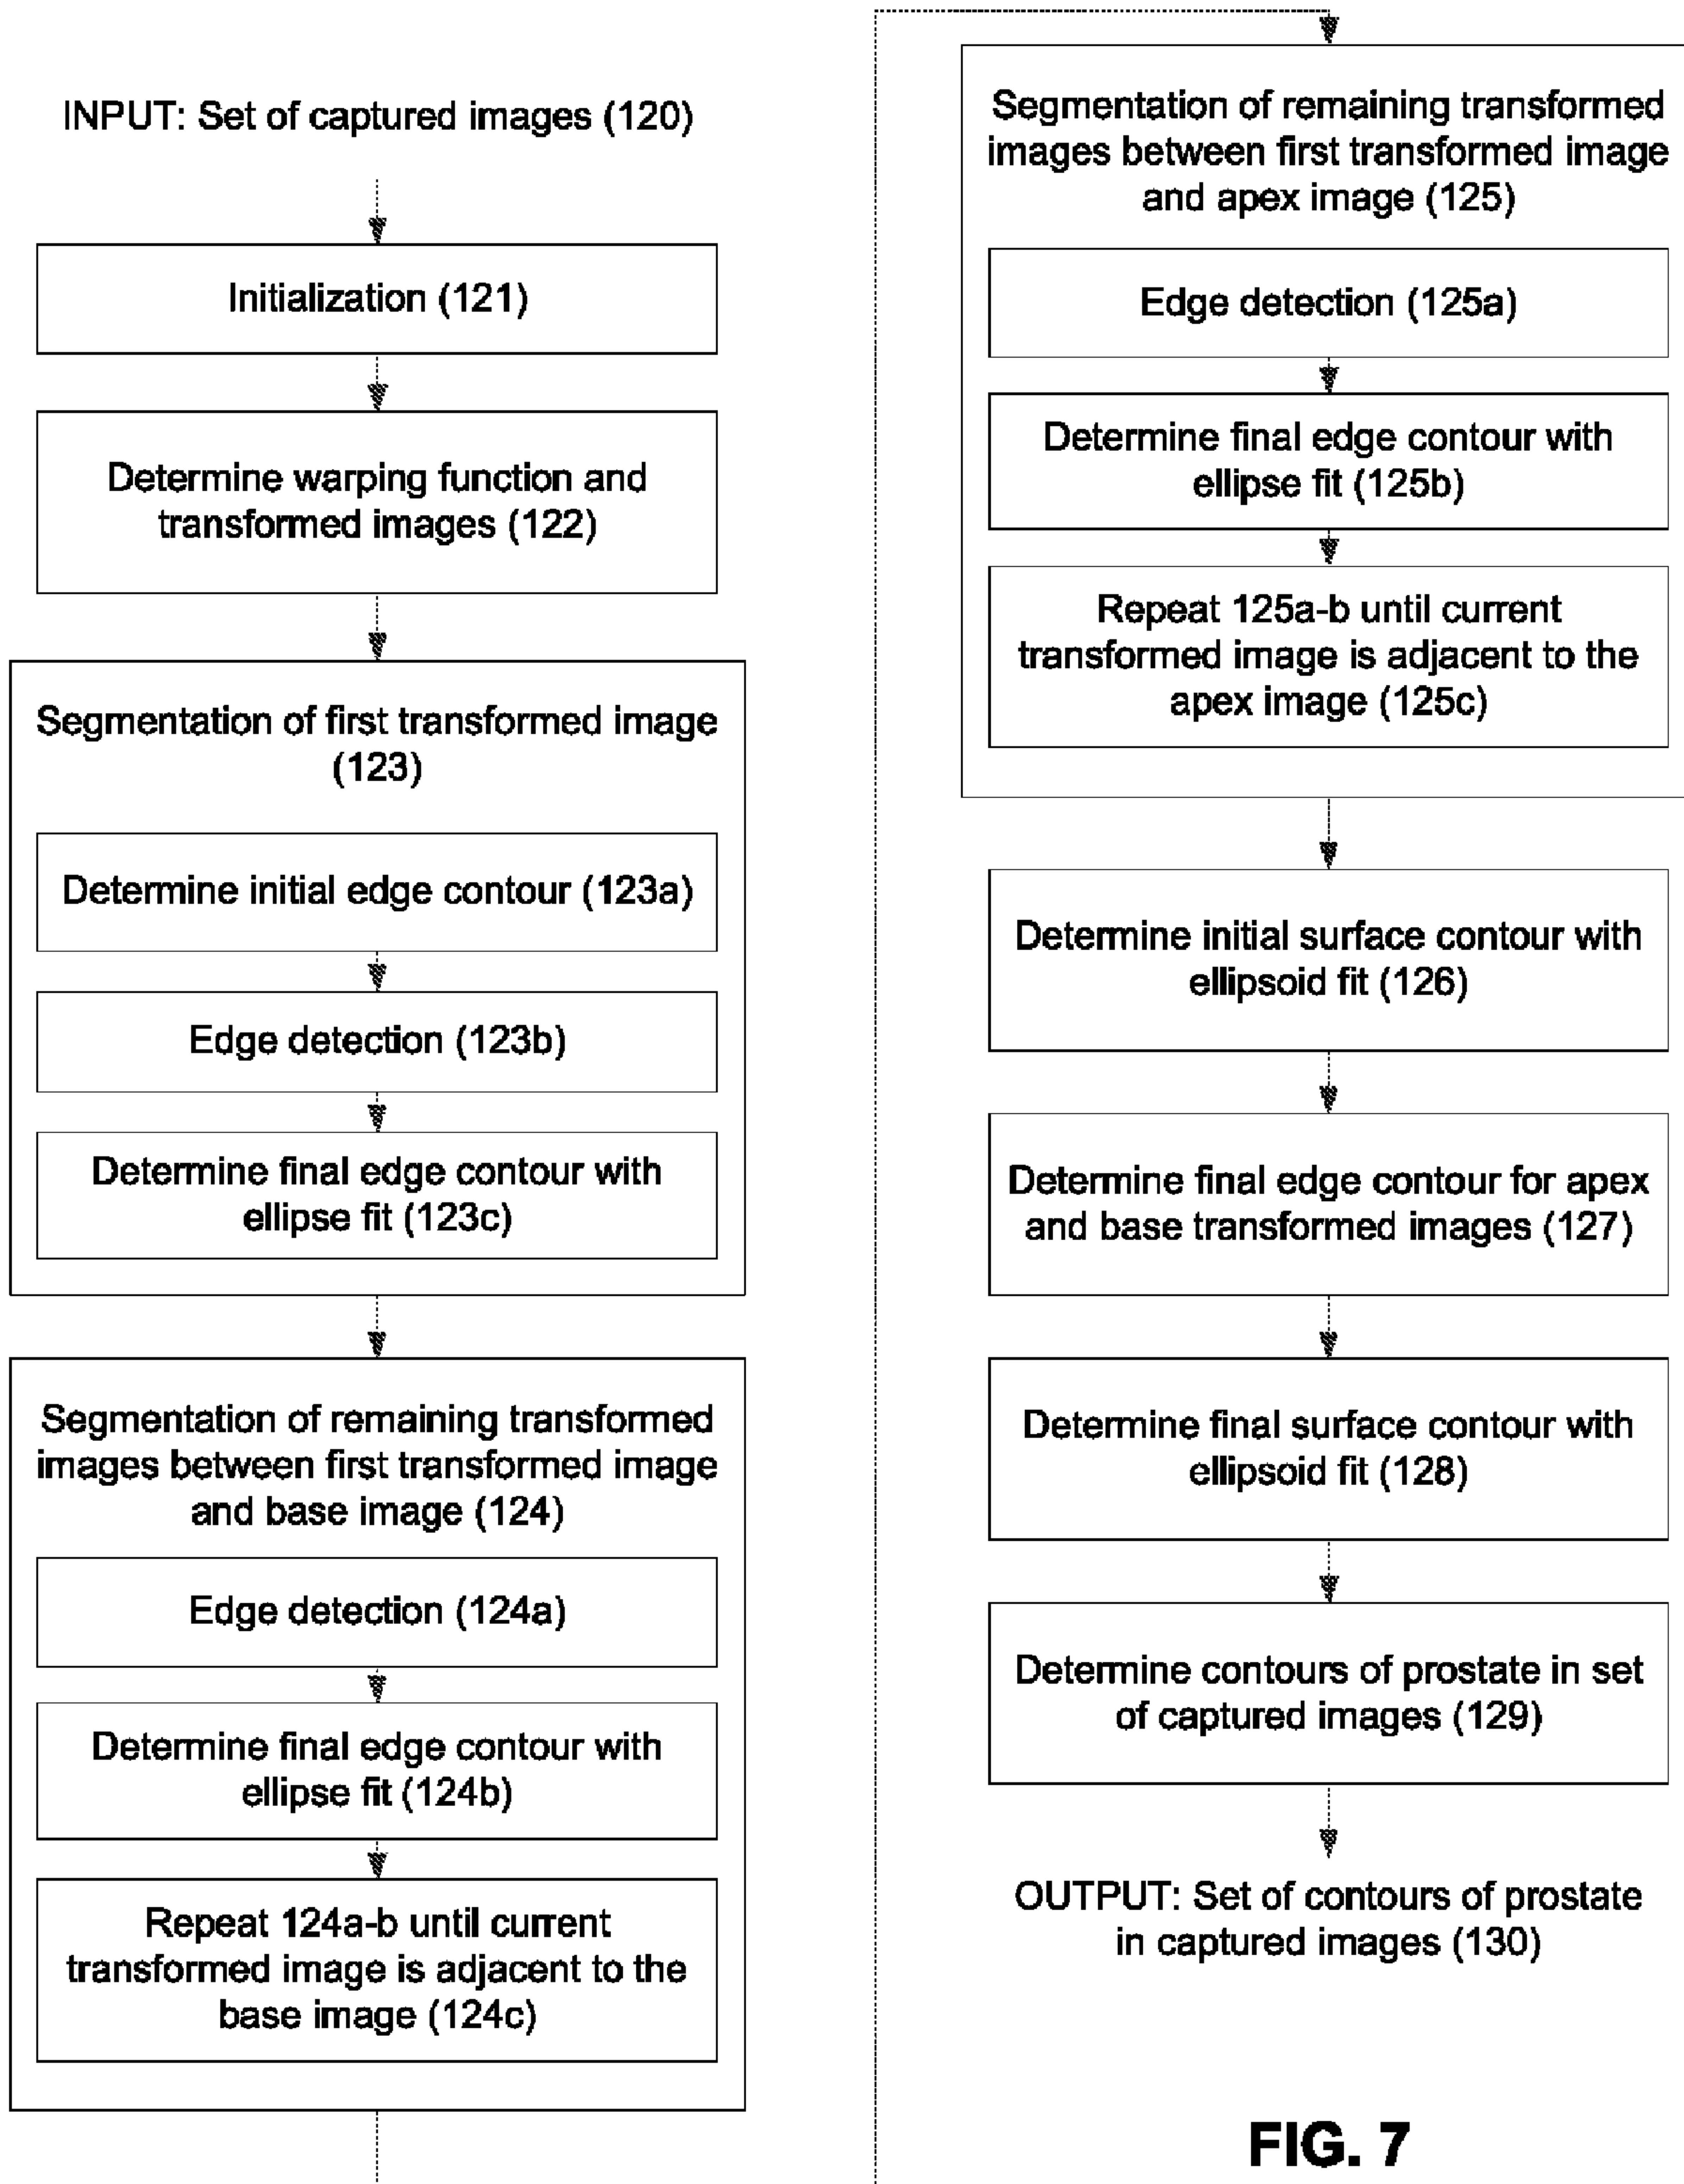 INPUT: Set of captured images (120)
Initialization (121)
Determine warping function and
transformed images (122)
Segmentation of first transformed image
(123)
Determine initial edge contour (123a)
Edge detection (123b)
Determine final edge contour with
ellipse fit (123c)
Segmentation of remaining transformed
images between first transformed image
and base image (124)
Edge detection (124a)
Determine final edge contour with
ellipse fit (124b)
Repeat 124a-b until current
transformed image is adjacent to the
base image (124c)
Segmentation of remaining transformed
images between first transformed image
and apex image (125)
Edge detection (125a)
Determine final edge contour with
ellipse fit (125b)
Repeat 125a-b until current
transformed image is adjacent to the
apex image (125c)
Determine initial surface contour with
ellipsoid fit (126)
Determine final edge contour for apex
and base transformed images (127)
Determine final surface contour with
ellipsoid fit (128)
Determine contours of prostate in set
of captured images (129)
OUTPUT: Set of contours of prostate
in captured images (130)
FIG. 7